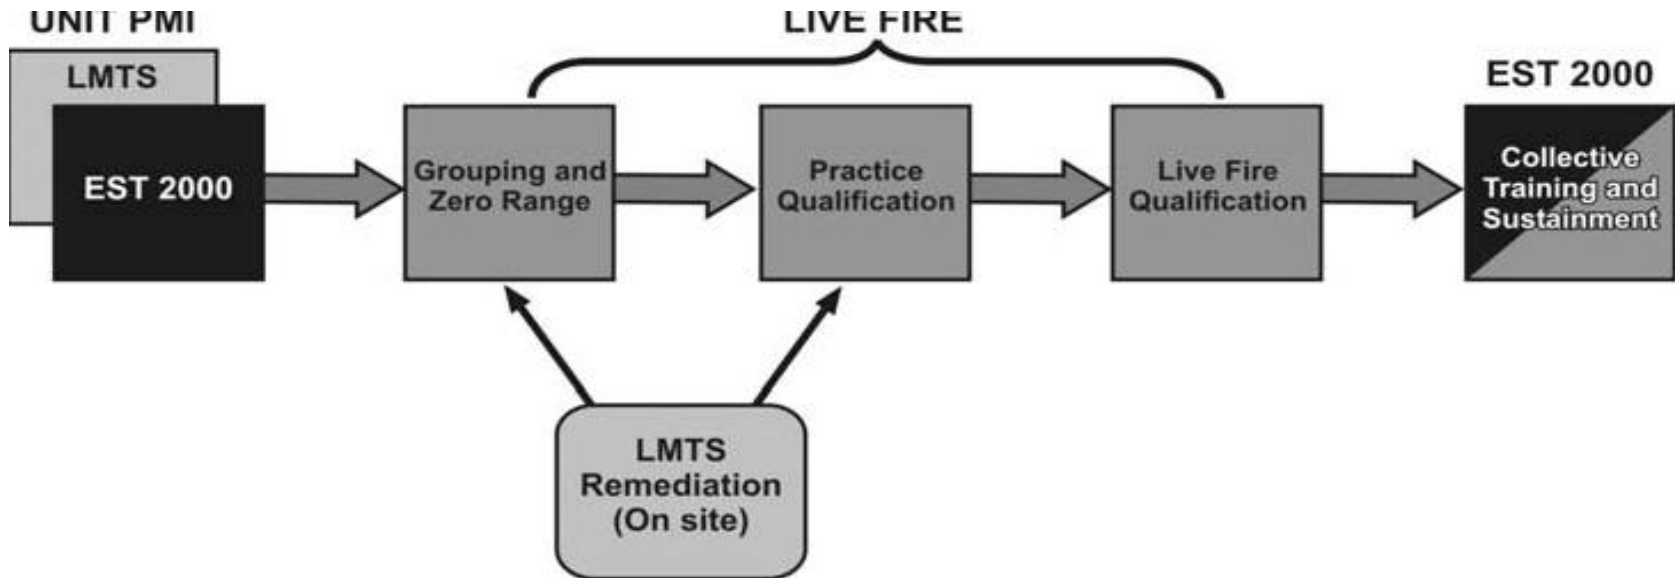 UNIT PMI
LIVE FIRE
LMTS
EST 2000
EST 2000
Grouping and
Zero Range
Practice
Qualification
Live Fire
Qualification
Collective
Training and
Sustainment
LMTS
Remediation
(On site)